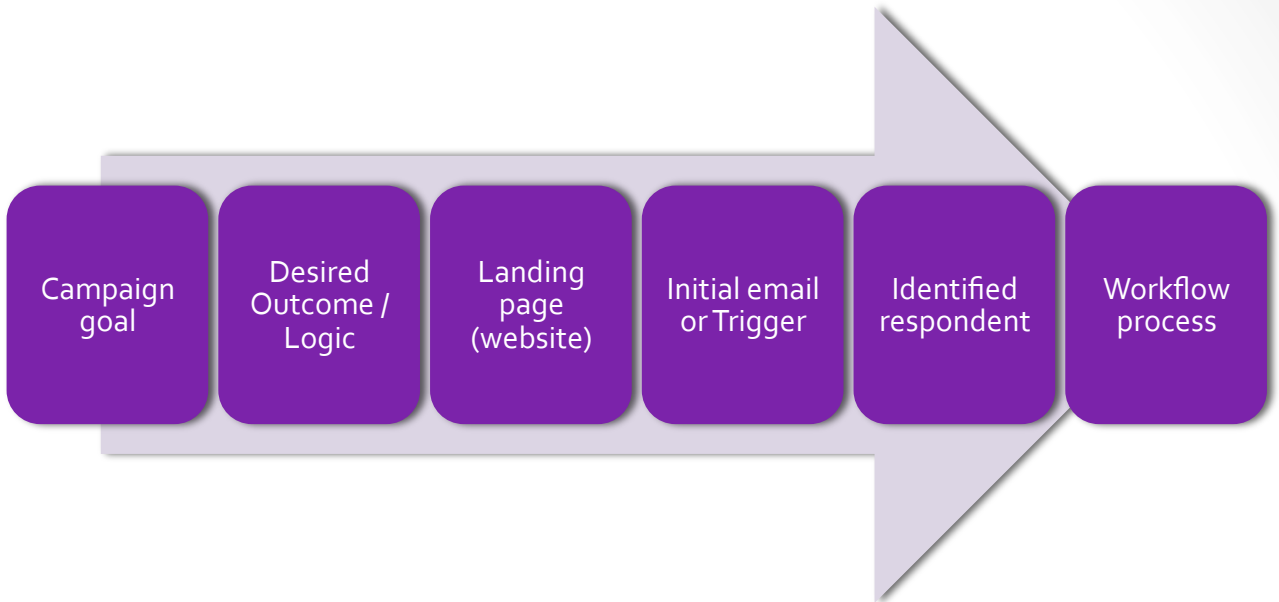 Campaign
goal
Desired
Outcome /
Logic
Landing
page
(website)
Initial email
or Trigger
Identified
respondent
Workflow
process